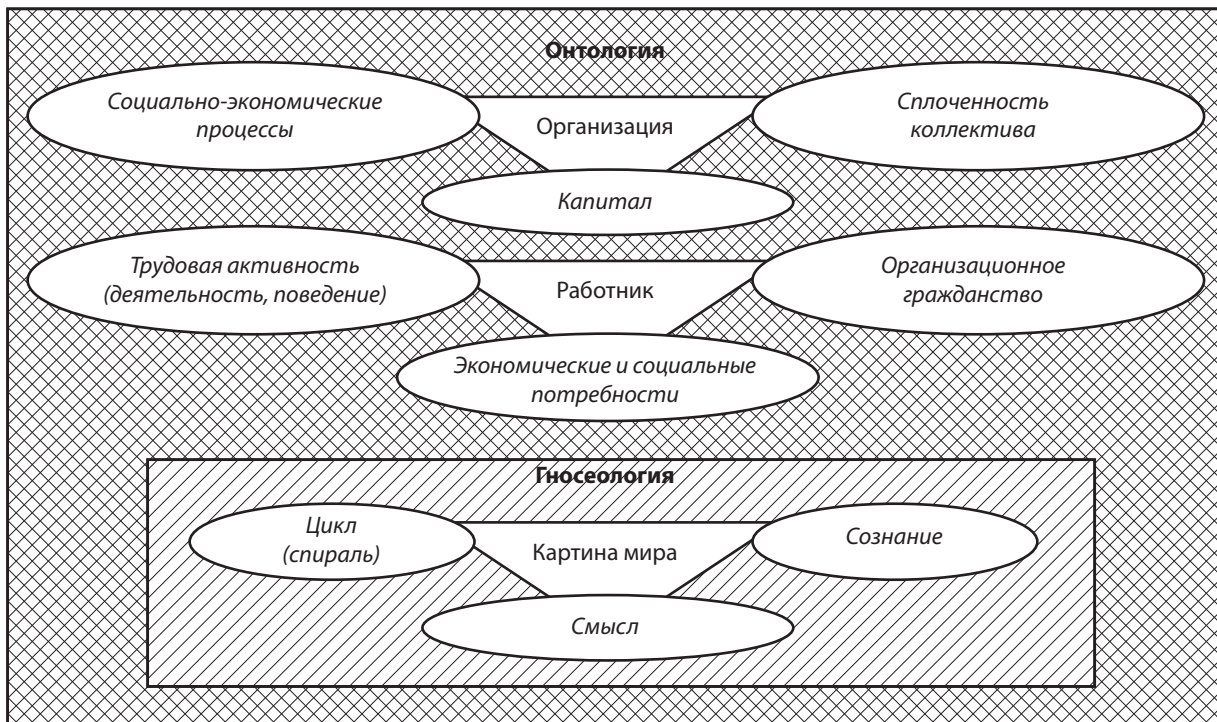 Онтология
Социально-экономические
процессы
Организация
Сплоченность
коллектива
Капитал
Трудовая активность
(деятельность, поведение)
Работник
Организационное
гражданство
Экономические и социальные
потребности
Гносеология
Цикл
(спираль)
Картина мира
Сознание
Смысл